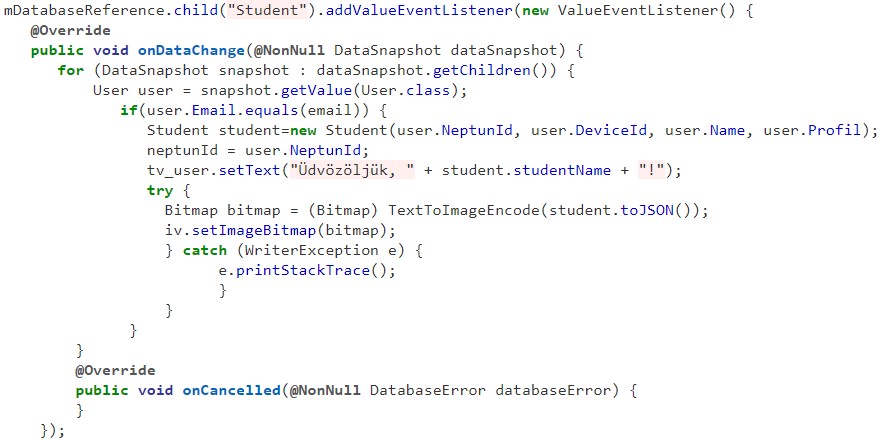 mDatabaseReference.child("Student").addValueEventListener(new ValueEventListener() {
@Override
public void onDataChange(@NonNull DataSnapshot dataSnapshot) {
for (DataSnapshot snapshot : dataSnapshot.getChildren()) {
User user = snapshot.getValue(User.class);
if(user.Email.equals(email)) {
Student student=new Student(user.NeptunId, user.DeviceId, user.Name, user.Profil);
neptunId = user.NeptunId;
tv_user.setText("Üdvözöljük, " + student.studentName + "!");
try {
Bitmap bitmap = (Bitmap) TextToImageEncode(student.toJSON());
iv.setImageBitmap(bitmap);
} catch (WriterException e) {
e.printStackTrace();
}
}
}
}
@Override
public void onCancelled(@NonNull DatabaseError databaseError) {
}
});